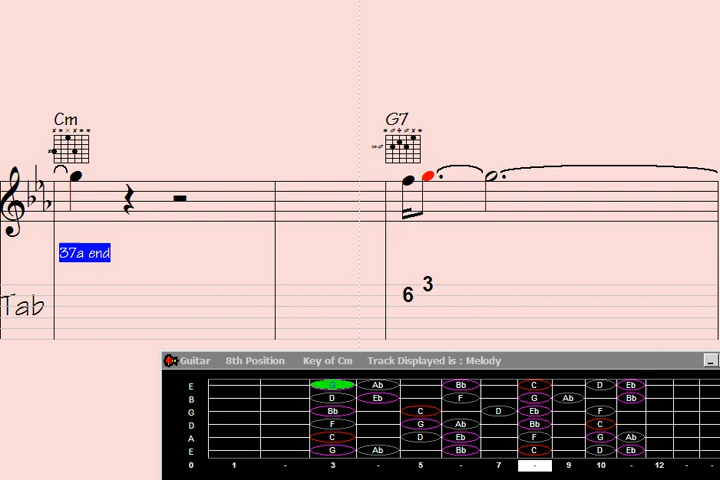 Cm G7
37a end
Tab 6 3
Guitar 8th Position Key of Cm Track Displayed is : Melody
E G Ab Bb C D Eb
B D Eb F G Ab Bb
G Bb C D Eb F
D F G Ab Bb C
A C D Eb F G Ab
E G Ab Bb C D Eb
0 1 - 3 - 5 - 7 - 9 10 - 12 - -